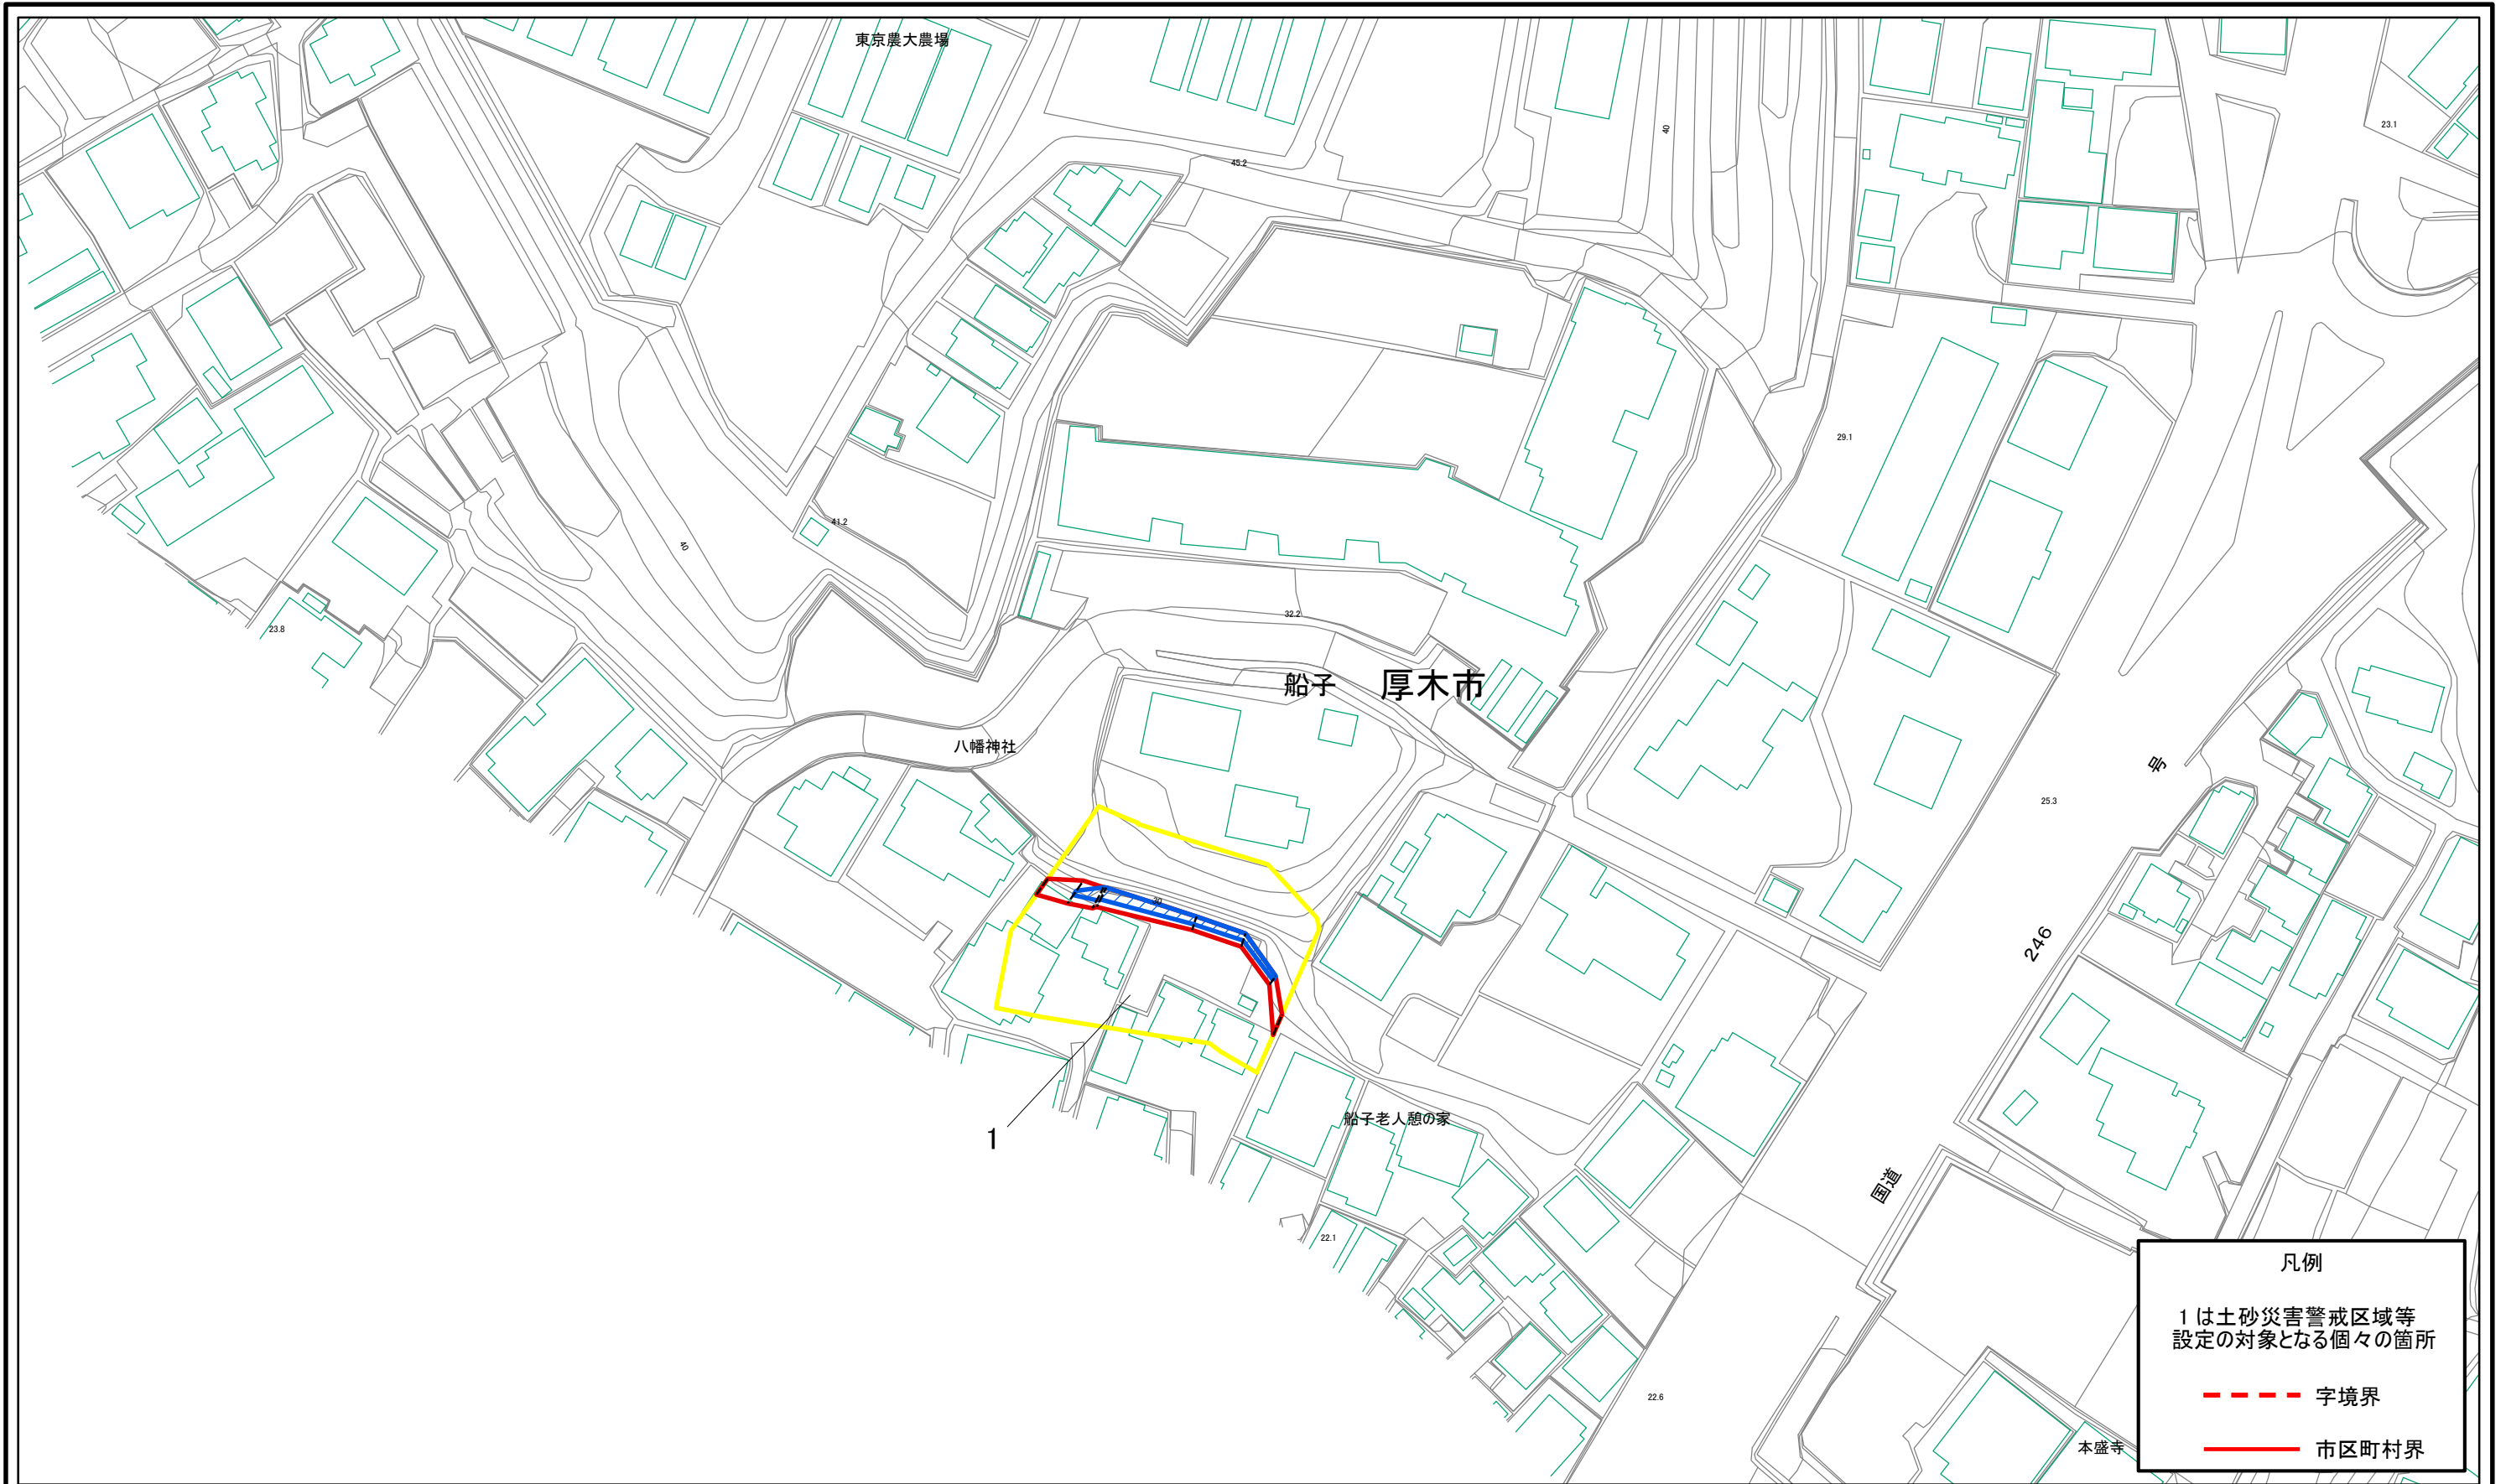 東京農大農場
40
23.1
45.2
29.1
41.2
40
32.2
23.8
船子 厚木市
八幡神社
号
25.3
30
246
1
船子老人憩の家
国道
22.1
22.6
本盛寺
凡例
1は土砂災害警戒区域等
設定の対象となる個々の箇所
字境界
市区町村界